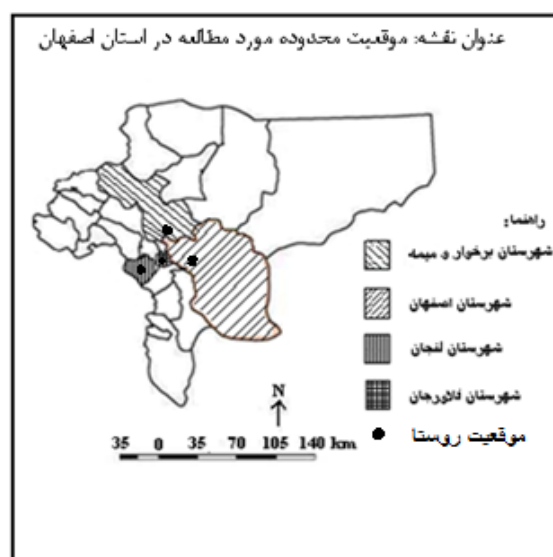 عنوان نقشه: موقعیت محدوده مورد مطالعه در استان اصفهان
راهنما:
شهرستان برخوار و میمه
شهرستان اصفهان
شهرستان لنجان
شهرستان فلاورجان
موقعیت روستا
N
35 0 35 70 105 140 km